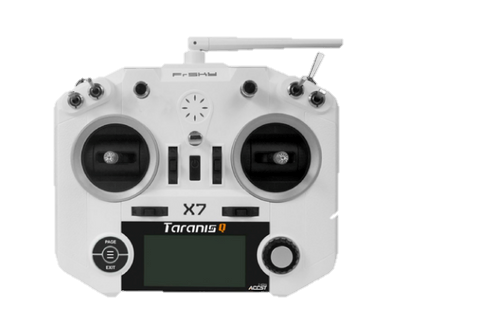 FrSKY
X7
Taranis Q
PAGE
EXIT
ACCST